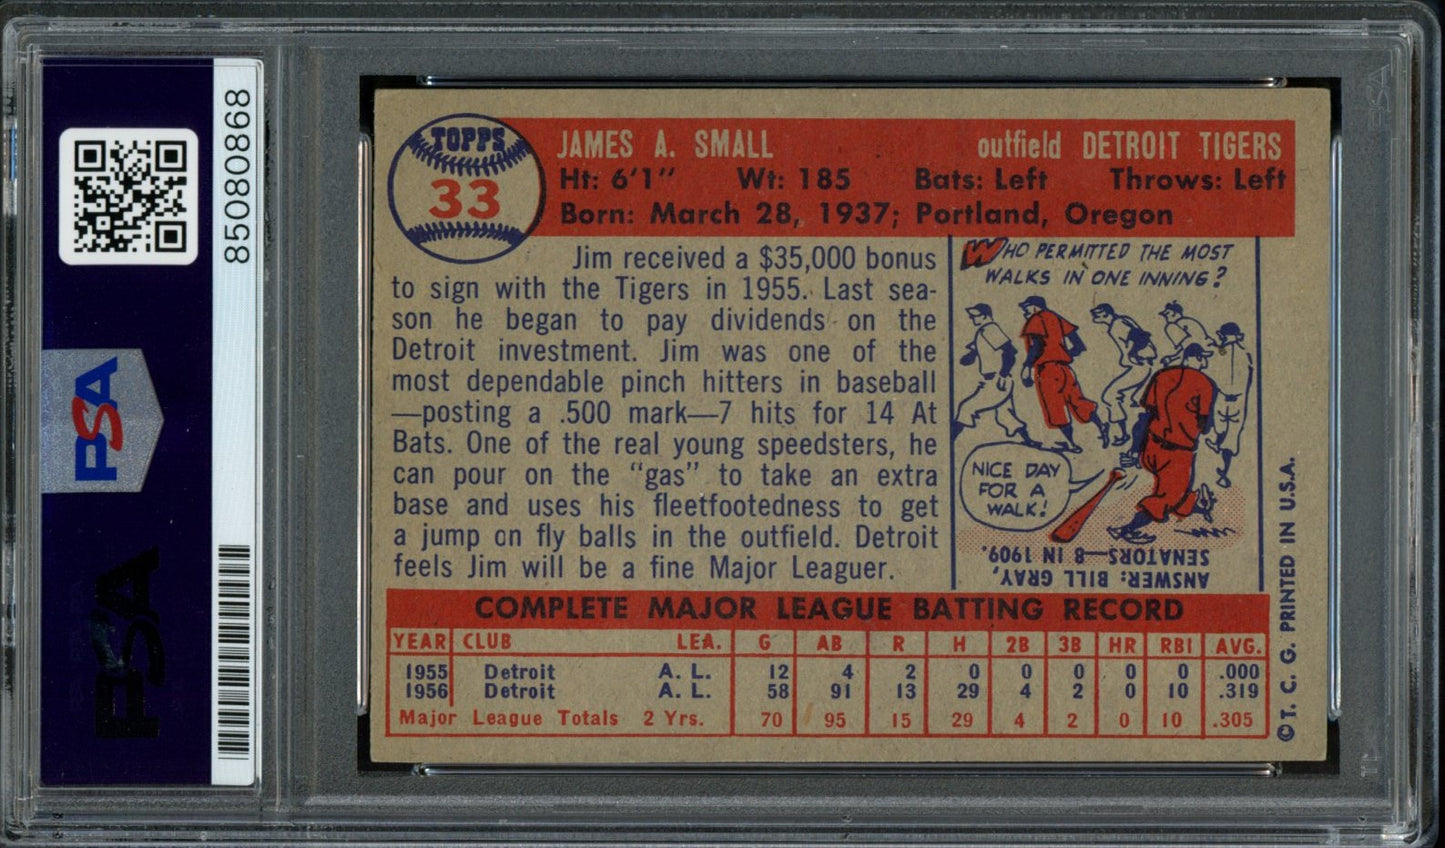 85080868
PSA
PSA
TOPPS
33
JAMES A. SMALL outfield DETROIT TIGERS
Ht: 6'1" Wt: 185 Bats: Left Throws: Left
Born: March 28, 1937; Portland, Oregon
Jim received a $35,000 bonus
to sign with the Tigers in 1955. Last sea-
son he began to pay dividends on the
Detroit investment. Jim was one of the
most dependable pinch hitters in baseball
—posting a .500 mark—7 hits for 14 At
Bats. One of the real young speedsters, he
can pour on the "gas" to take an extra
base and uses his fleetfootedness to get
a jump on fly balls in the outfield. Detroit
feels Jim will be a fine Major Leaguer.
WHO PERMITTED THE MOST
WALKS IN ONE INNING?
NICE DAY
FOR A
WALK!
ANSWER: BILL GRAY,
SENATORS—8 IN 1909.
COMPLETE MAJOR LEAGUE BATTING RECORD
YEAR CLUB LEA. G AB R H 2B 3B HR RBI AVG.
1955 Detroit A. L. 12 4 2 0 0 0 0 0 .000
1956 Detroit A. L. 58 91 13 29 4 2 0 10 .319
Major League Totals 2 Yrs. 70 95 15 29 4 2 0 10 .305
© T. C. G. PRINTED IN U.S.A.
PSA